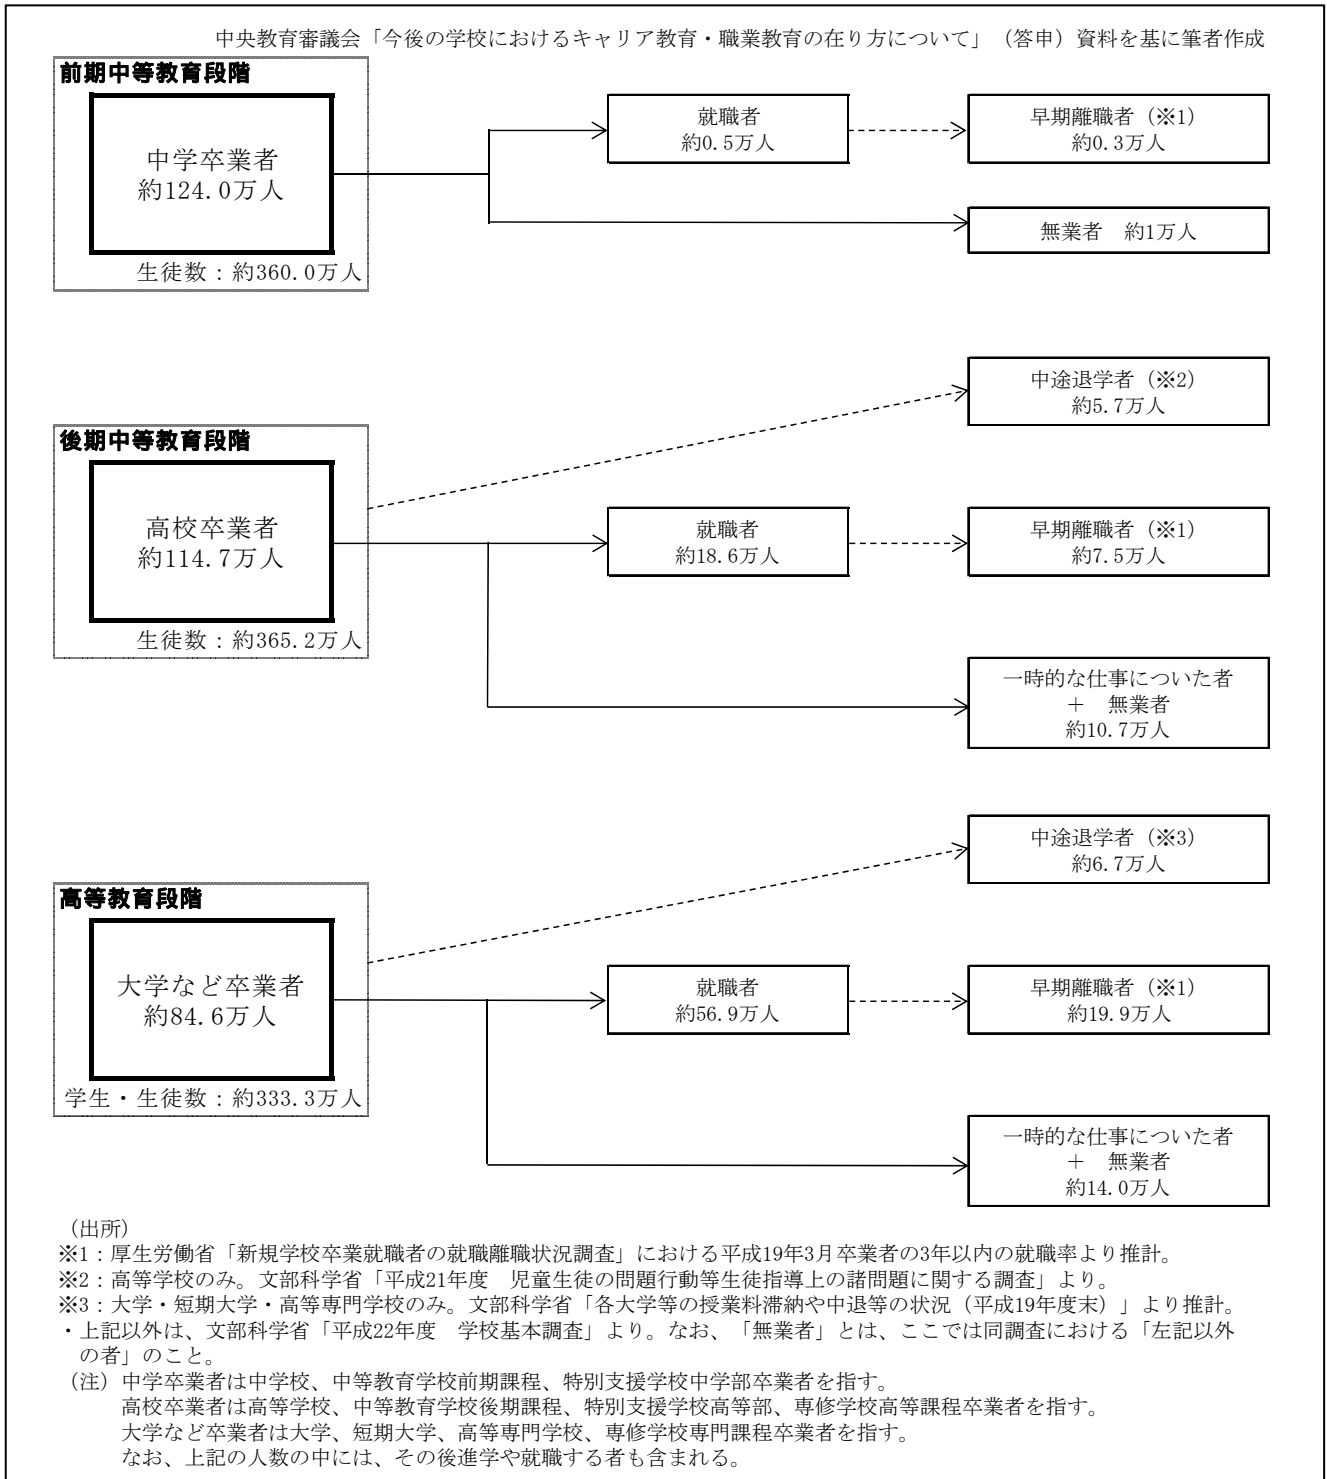 中央教育審議会「今後の学校におけるキャリア教育・職業教育の在り方について」（答申）資料を基に筆者作成
前期中等教育段階
中学卒業者
約124.0万人
生徒数：約360.0万人
就職者
約0.5万人
早期離職者（※1）
約0.3万人
無業者　約1万人
後期中等教育段階
高校卒業者
約114.7万人
生徒数：約365.2万人
中途退学者（※2）
約5.7万人
就職者
約18.6万人
早期離職者（※1）
約7.5万人
一時的な仕事についた者
＋　無業者
約10.7万人
高等教育段階
大学など卒業者
約84.6万人
学生・生徒数：約333.3万人
中途退学者（※3）
約6.7万人
就職者
約56.9万人
早期離職者（※1）
約19.9万人
一時的な仕事についた者
＋　無業者
約14.0万人
（出所）
※1：厚生労働省「新規学校卒業就職者の就職離職状況調査」における平成19年3月卒業者の3年以内の就職率より推計。
※2：高等学校のみ。文部科学省「平成21年度　児童生徒の問題行動等生徒指導上の諸問題に関する調査」より。
※3：大学・短期大学・高等専門学校のみ。文部科学省「各大学等の授業料滞納や中退等の状況（平成19年度末）」より推計。
・上記以外は、文部科学省「平成22年度　学校基本調査」より。なお、「無業者」とは、ここでは同調査における「左記以外
の者」のこと。
（注）中学卒業者は中学校、中等教育学校前期課程、特別支援学校中学部卒業者を指す。
高校卒業者は高等学校、中等教育学校後期課程、特別支援学校高等部、専修学校高等課程卒業者を指す。
大学など卒業者は大学、短期大学、高等専門学校、専修学校専門課程卒業者を指す。
なお、上記の人数の中には、その後進学や就職する者も含まれる。